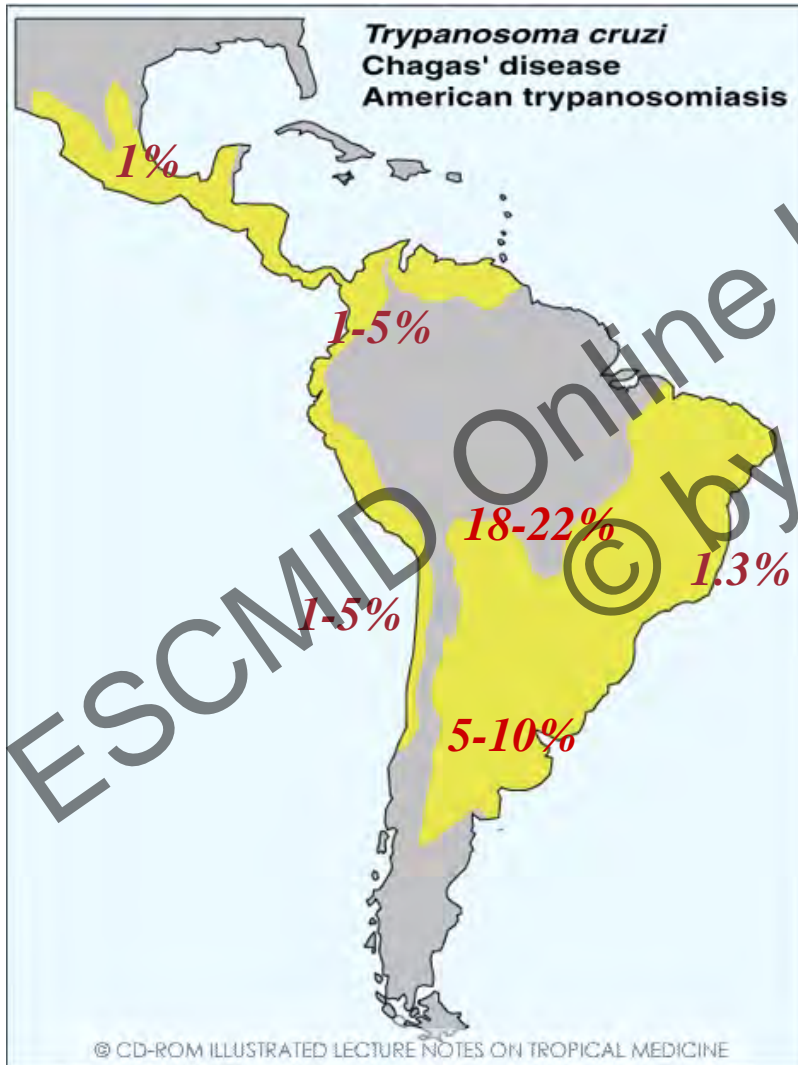 Trypanosoma cruzi
Chagas' disease
American trypanosomiasis
1%
1-5%
18-22%
1.3%
1-5%
5-10%
ESCMID Online
© by
© CD-ROM ILLUSTRATED LECTURE NOTES ON TROPICAL MEDICINE